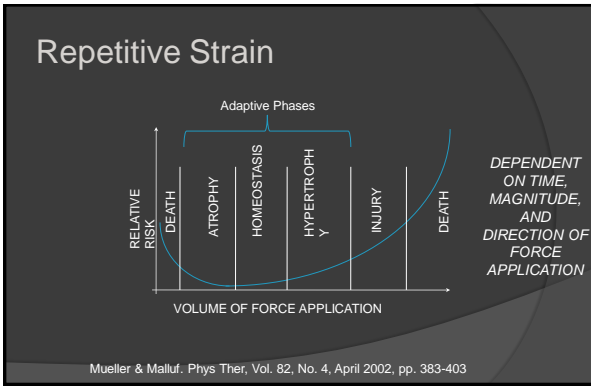 Repetitive Strain
Adaptive Phases
RELATIVE
RISK
DEATH
ATROPHY
HOMEOSTASIS
HYPERTROPH
Y
INJURY
DEATH
DEPENDENT
ON TIME,
MAGNITUDE,
AND
DIRECTION OF
FORCE
APPLICATION
VOLUME OF FORCE APPLICATION
Mueller & Malluf. Phys Ther, Vol. 82, No. 4, April 2002, pp. 383-403